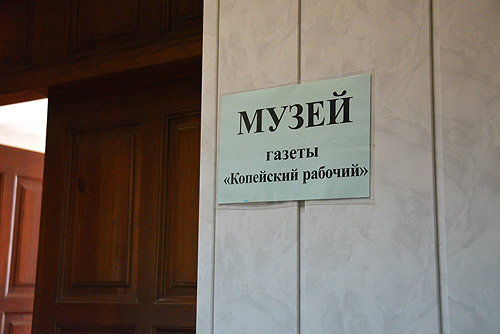 МУЗЕЙ
газеты
«Копейский рабочий»